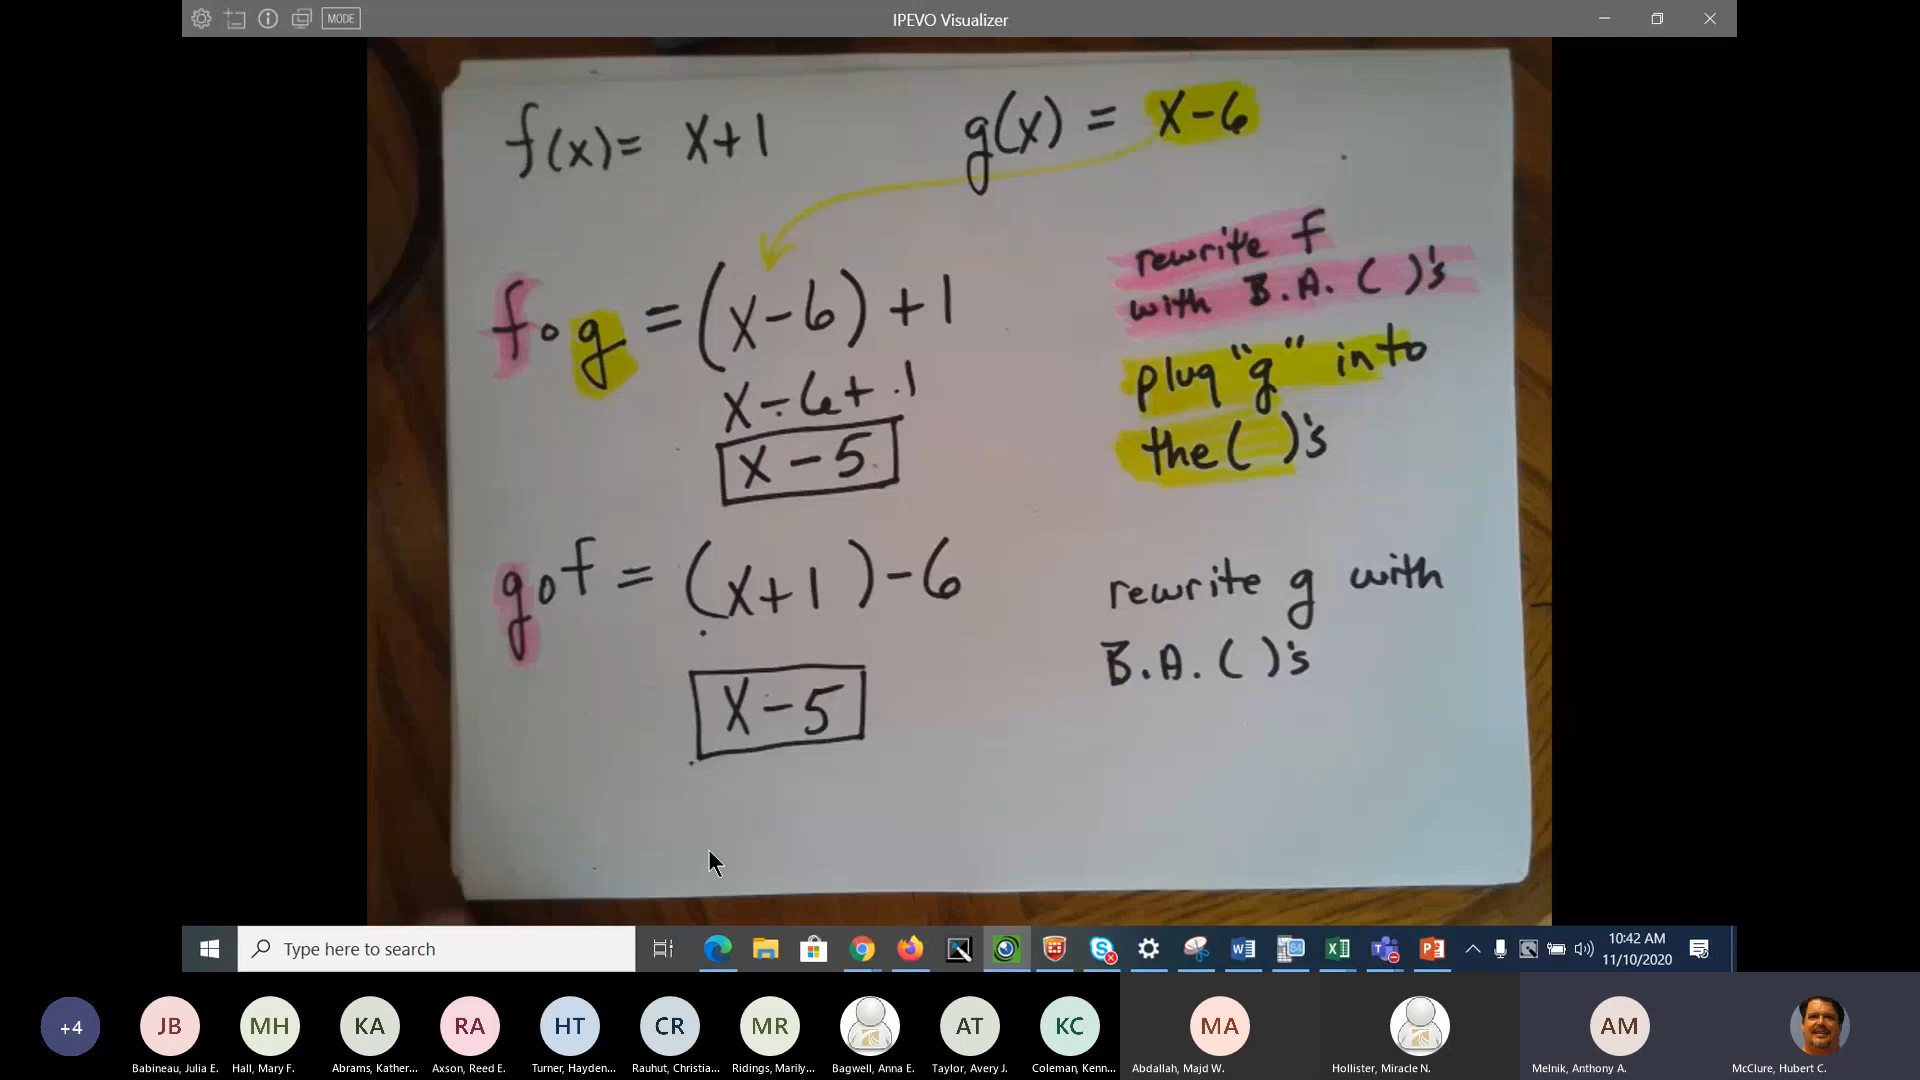 MODE
IPEVO Visualizer
f(x) = x+1
g(x) = x-6
f∘g = (x-6)+1
x-6+1
x-5
rewrite f
with B.A. ( )'s
plug "g" into
the ( )'s
g∘f = (x+1)-6
x-5
rewrite g with
B.A. ( )'s
Type here to search
84
10:42 AM
11/10/2020
+4
JB
MH
KA
RA
HT
CR
MR
AT
KC
MA
AM
Babineau, Julia E.
Hall, Mary F.
Abrams, Kather...
Axson, Reed E.
Turner, Hayden...
Rauhut, Christia...
Ridings, Marily...
Bagwell, Anna E.
Taylor, Avery J.
Coleman, Kenn...
Abdallah, Majd W.
Hollister, Miracle N.
Melnik, Anthony A.
McClure, Hubert C.